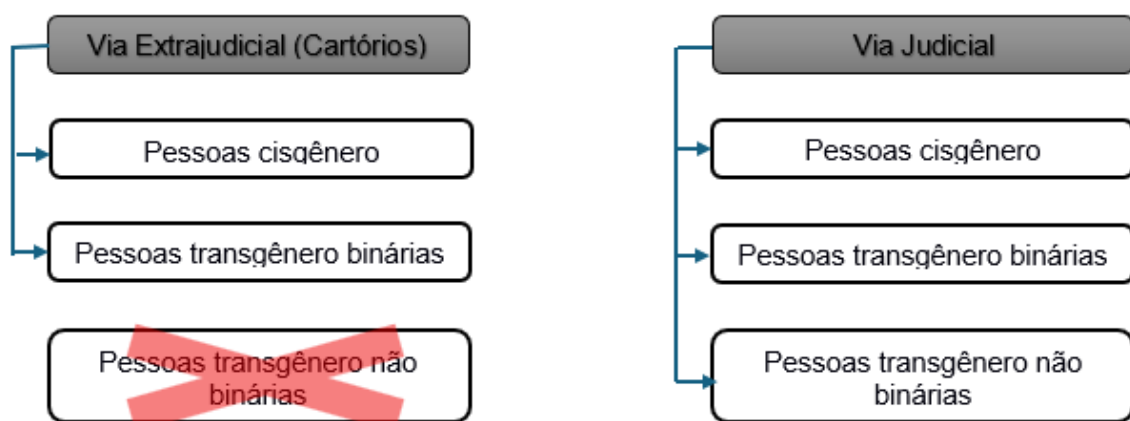 Via Extrajudicial (Cartórios)
Pessoas cisgênero
Pessoas transgênero binárias
Pessoas transgênero não
binárias
Via Judicial
Pessoas cisgênero
Pessoas transgênero binárias
Pessoas transgênero não
binárias